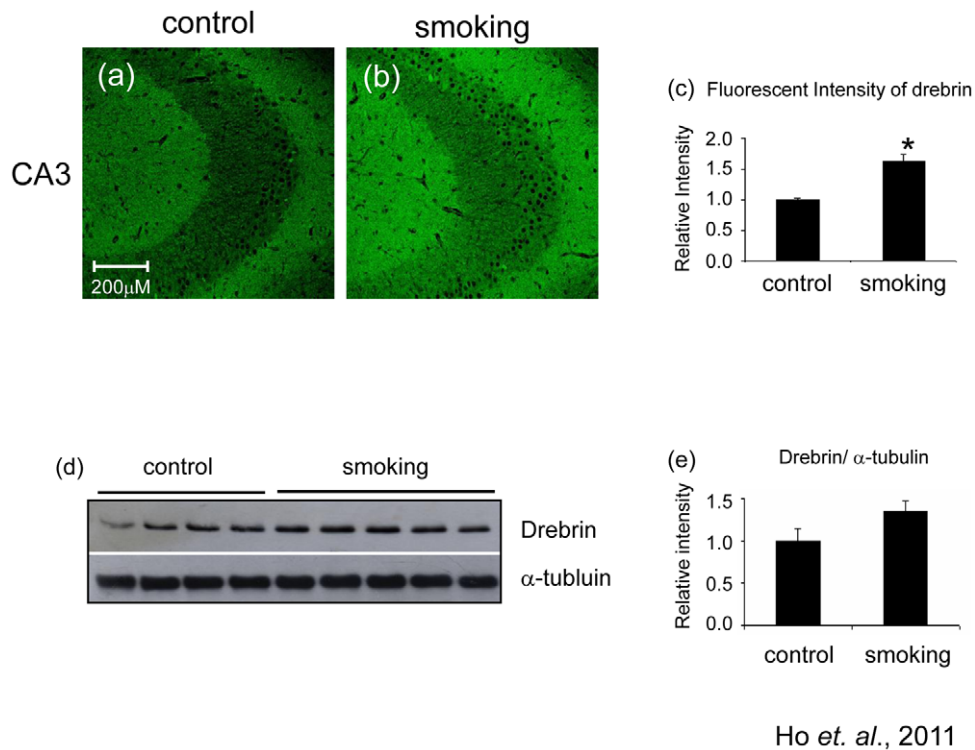 control
smoking
CA3
(a)
(b)
200µM
(c) Fluorescent Intensity of drebrin
Relative Intensity
2.0
1.5
1.0
0.5
0.0
*
control
smoking
(d)
control
smoking
Drebrin
α-tubluin
(e)
Drebrin/ α-tubulin
Relative intensity
1.5
1.0
0.5
0.0
control
smoking
Ho et. al., 2011